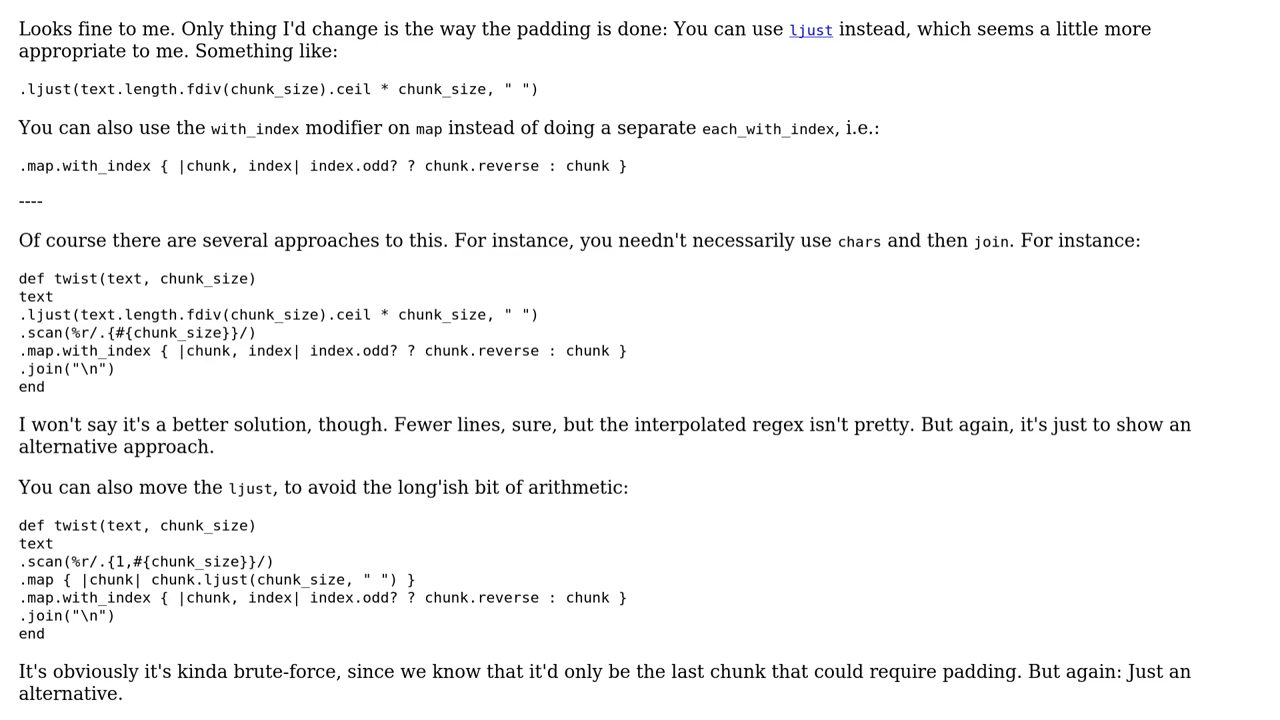 Looks fine to me. Only thing I'd change is the way the padding is done: You can use ljust instead, which seems a little more
appropriate to me. Something like:
.ljust(text.length.fdiv(chunk_size).ceil * chunk_size, " ")
You can also use the with_index modifier on map instead of doing a separate each_with_index, i.e.:
.map.with_index { |chunk, index| index.odd? ? chunk.reverse : chunk }
----
Of course there are several approaches to this. For instance, you needn't necessarily use chars and then join. For instance:
def twist(text, chunk_size)
text
.ljust(text.length.fdiv(chunk_size).ceil * chunk_size, " ")
.scan(%r/.{#{chunk_size}}/)
.map.with_index { |chunk, index| index.odd? ? chunk.reverse : chunk }
.join("\n")
end
I won't say it's a better solution, though. Fewer lines, sure, but the interpolated regex isn't pretty. But again, it's just to show an
alternative approach.
You can also move the ljust, to avoid the long'ish bit of arithmetic:
def twist(text, chunk_size)
text
.scan(%r/.{1,#{chunk_size}}/)
.map { |chunk| chunk.ljust(chunk_size, " ") }
.map.with_index { |chunk, index| index.odd? ? chunk.reverse : chunk }
.join("\n")
end
It's obviously it's kinda brute-force, since we know that it'd only be the last chunk that could require padding. But again: Just an
alternative.